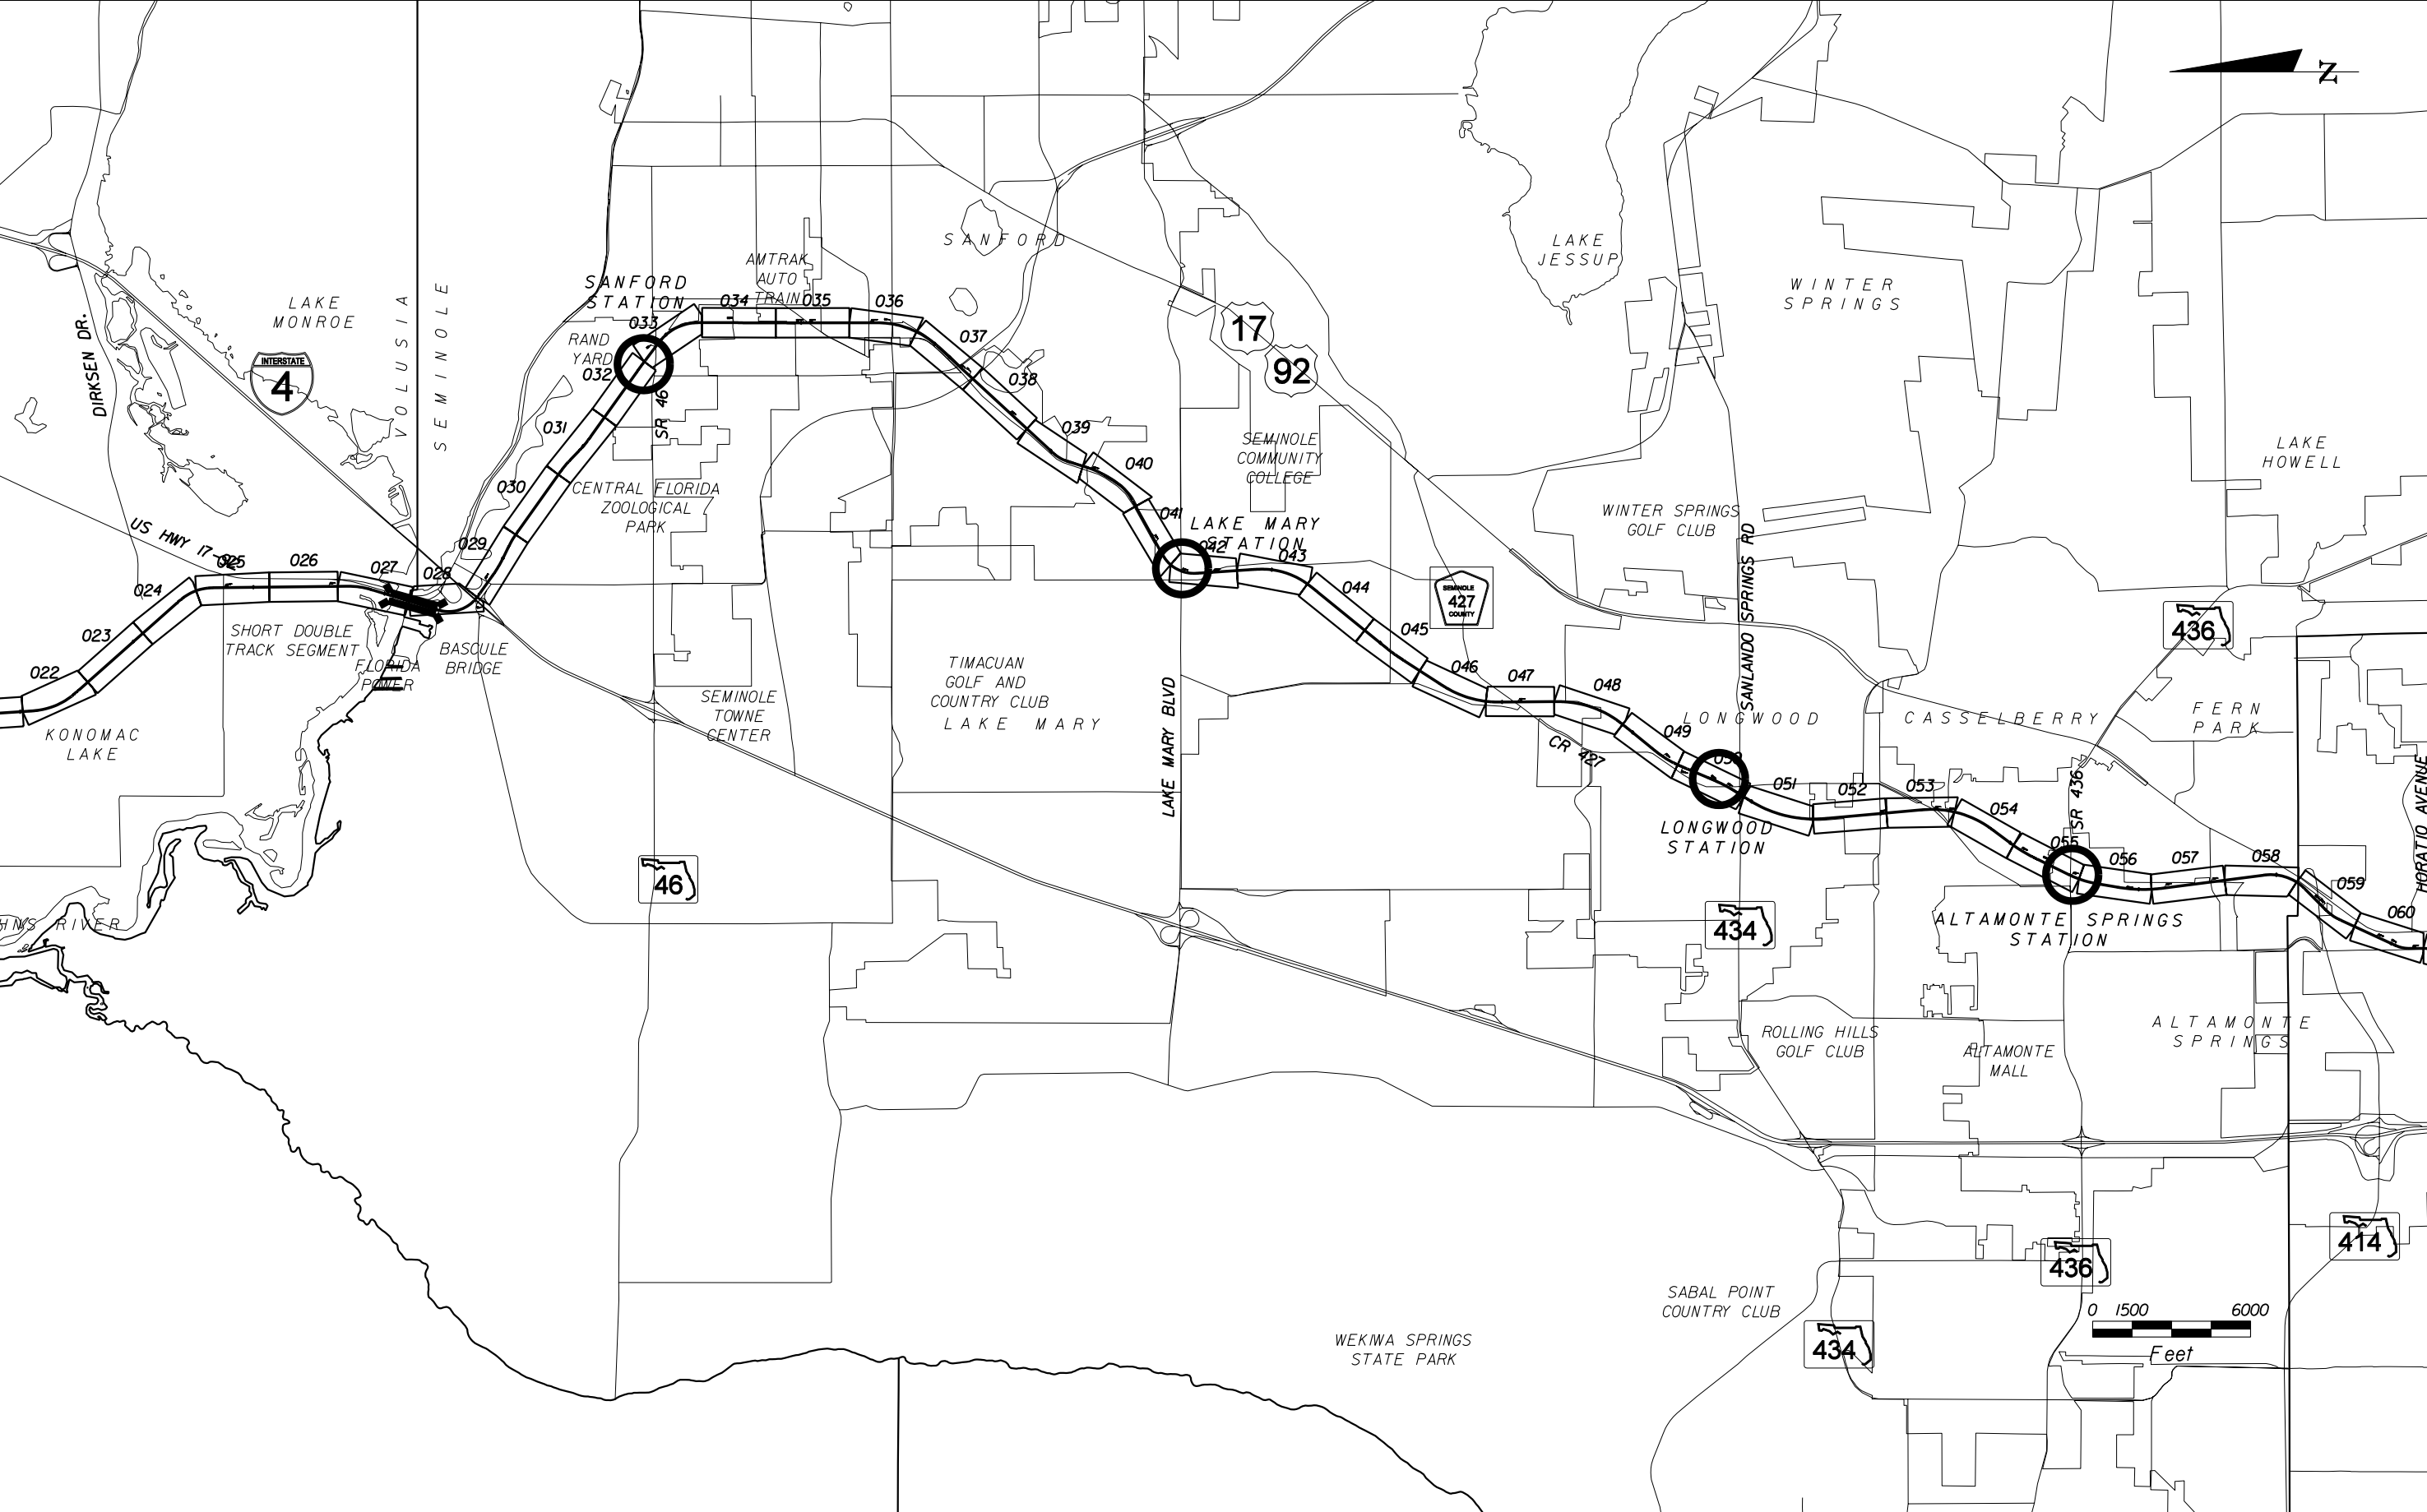 Z
SANFORD
LAKE
JESSUP
AMTRAK
AUTO
TRAIN
SANFORD
STATION
WINTER
SPRINGS
LAKE
MONROE
VOLUSIA
SEMINOLE
DIRKSEN DR.
INTERSTATE
4
RAND
YARD
033
034
035
036
037
038
039
040
041
042
043
17
92
032
031
030
029
SR 46
SEMINOLE
COMMUNITY
COLLEGE
LAKE
HOWELL
CENTRAL FLORIDA
ZOOLOGICAL
PARK
WINTER SPRINGS
GOLF CLUB
LAKE MARY
STATION
SANLANDO SPRINGS RD
US HWY 17-92
022
023
024
025
026
027
028
SEMINOLE
427
COUNTY
044
045
046
047
048
049
050
051
052
053
054
055
056
057
058
059
060
436
SHORT DOUBLE
TRACK SEGMENT
FLORIDA
POWER
BASCULE
BRIDGE
TIMACUAN
GOLF AND
COUNTRY CLUB
LAKE MARY
LAKE MARY BLVD
SEMINOLE
TOWNE
CENTER
KONOMAC
LAKE
CR 427
LONGWOOD
CASSELBERRY
FERN
PARK
SR 436
HORATIO AVENUE
LONGWOOD
STATION
46
434
HNS RIVER
ALTAMONTE SPRINGS
STATION
ROLLING HILLS
GOLF CLUB
ALTAMONTE
MALL
ALTAMONTE
SPRINGS
414
436
SABAL POINT
COUNTRY CLUB
WEKIWA SPRINGS
STATE PARK
434
0 1500 6000
Feet